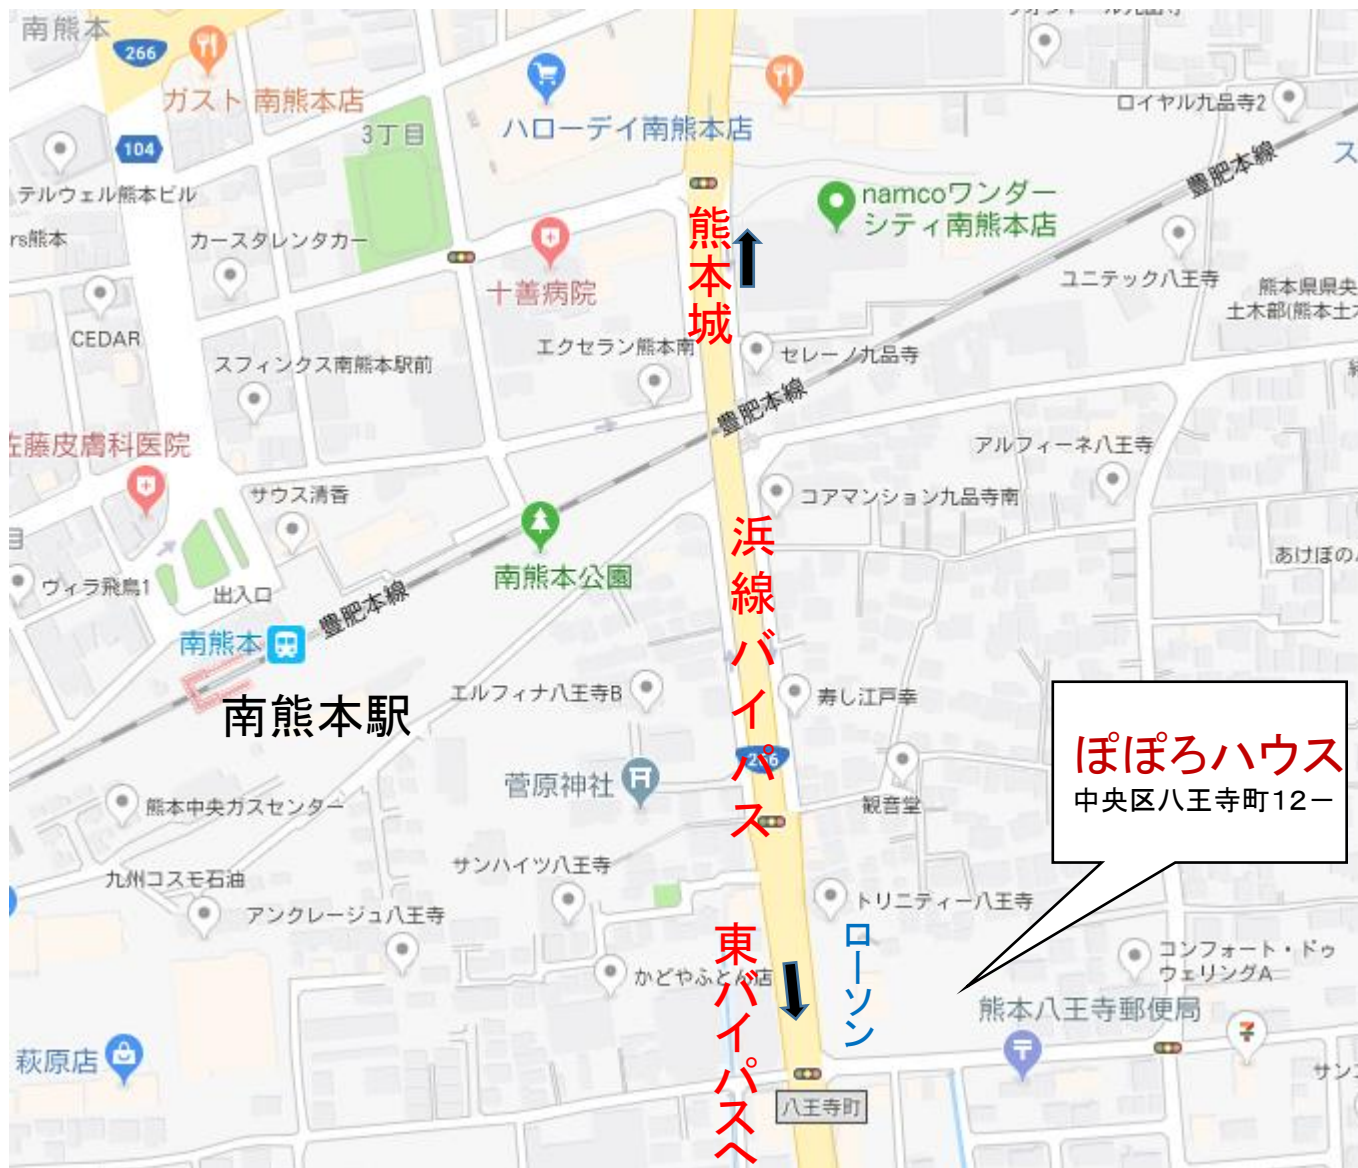 南熊本
266
ガスト 南熊本店
3丁目
ハローデイ南熊本店
ロイヤル九品寺2
104
テルウェル熊本ビル
豊肥本線
namcoワンダー
シティ南熊本店
rs熊本
カースタレンタカー
熊本城
十善病院
ユニテック八王寺
熊本県県央
土木部(熊本土木
CEDAR
エクセラン熊本南
セレーノ九品寺
スフィンクス南熊本駅前
豊肥本線
佐藤皮膚科医院
アルフィーネ八王寺
サウス清香
コアマンション九品寺南
浜線バイパス
南熊本公園
あけぼの
ヴィラ飛鳥1
出入口
豊肥本線
南熊本
南熊本駅
エルフィナ八王寺B
寿し江戸幸
ぽぽろハウス
中央区八王寺町12－
266
菅原神社
観音堂
熊本中央ガスセンター
サンハイツ八王寺
九州コスモ石油
アンクレージュ八王寺
トリニティー八王寺
東バイパスへ
ローソン
かどやふとん店
コンフォート・ドゥ
ウェリングA
熊本八王寺郵便局
萩原店
サン
八王寺町